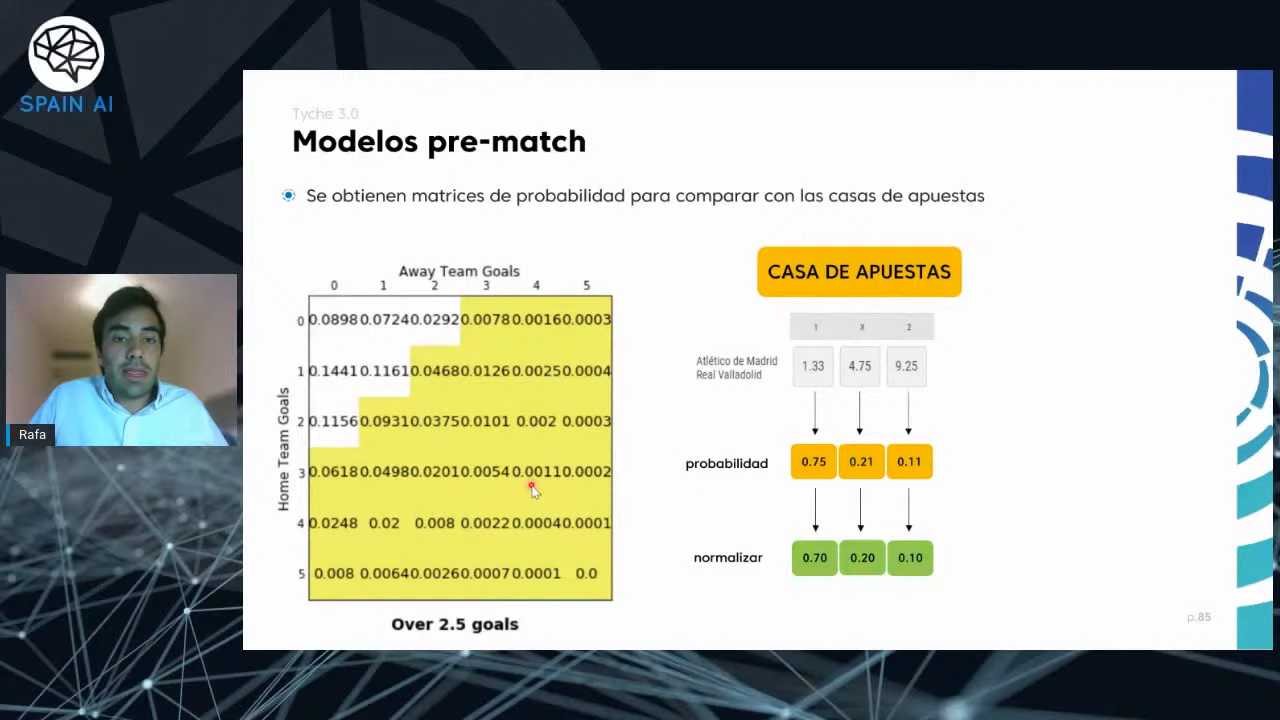 SPAIN AI
Rafa
Tyche 3.0
Modelos pre-match
Se obtienen matrices de probabilidad para comparar con las casas de apuestas
Away Team Goals
0 1 2 3 4 5
Home Team Goals
0 0.0898 0.0724 0.0292 0.0078 0.0016 0.0003
1 0.1441 0.1161 0.0468 0.0126 0.0025 0.0004
2 0.1156 0.0931 0.0375 0.0101 0.002 0.0003
3 0.0618 0.0498 0.0201 0.0054 0.0011 0.0002
4 0.0248 0.02 0.008 0.0022 0.0004 0.0001
5 0.008 0.0064 0.0026 0.0007 0.0001 0.0
Over 2.5 goals
CASA DE APUESTAS
1 X 2
Atlético de Madrid
Real Valladolid
1.33 4.75 9.25
probabilidad 0.75 0.21 0.11
normalizar 0.70 0.20 0.10
p.85